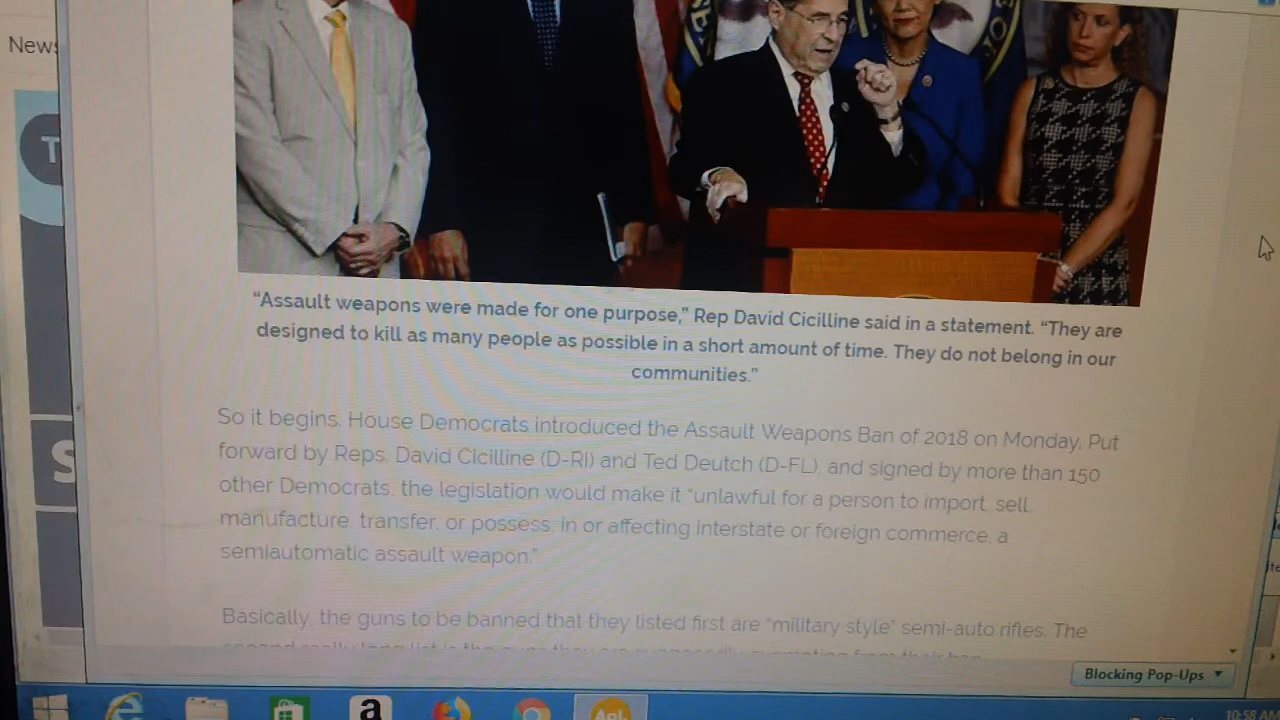 News
T
“Assault weapons were made for one purpose,” Rep David Cicilline said in a statement. “They are
designed to kill as many people as possible in a short amount of time. They do not belong in our
communities.”
So it begins. House Democrats introduced the Assault Weapons Ban of 2018 on Monday. Put
forward by Reps. David Cicilline (D-RI) and Ted Deutch (D-FL), and signed by more than 150
other Democrats, the legislation would make it “unlawful for a person to import, sell,
S
manufacture, transfer, or possess, in or affecting interstate or foreign commerce, a
semiautomatic assault weapon.”
Basically, the guns to be banned that they listed first are “military style” semi-auto rifles. The
Blocking Pop-Ups
a
Aol.
10:58 AM